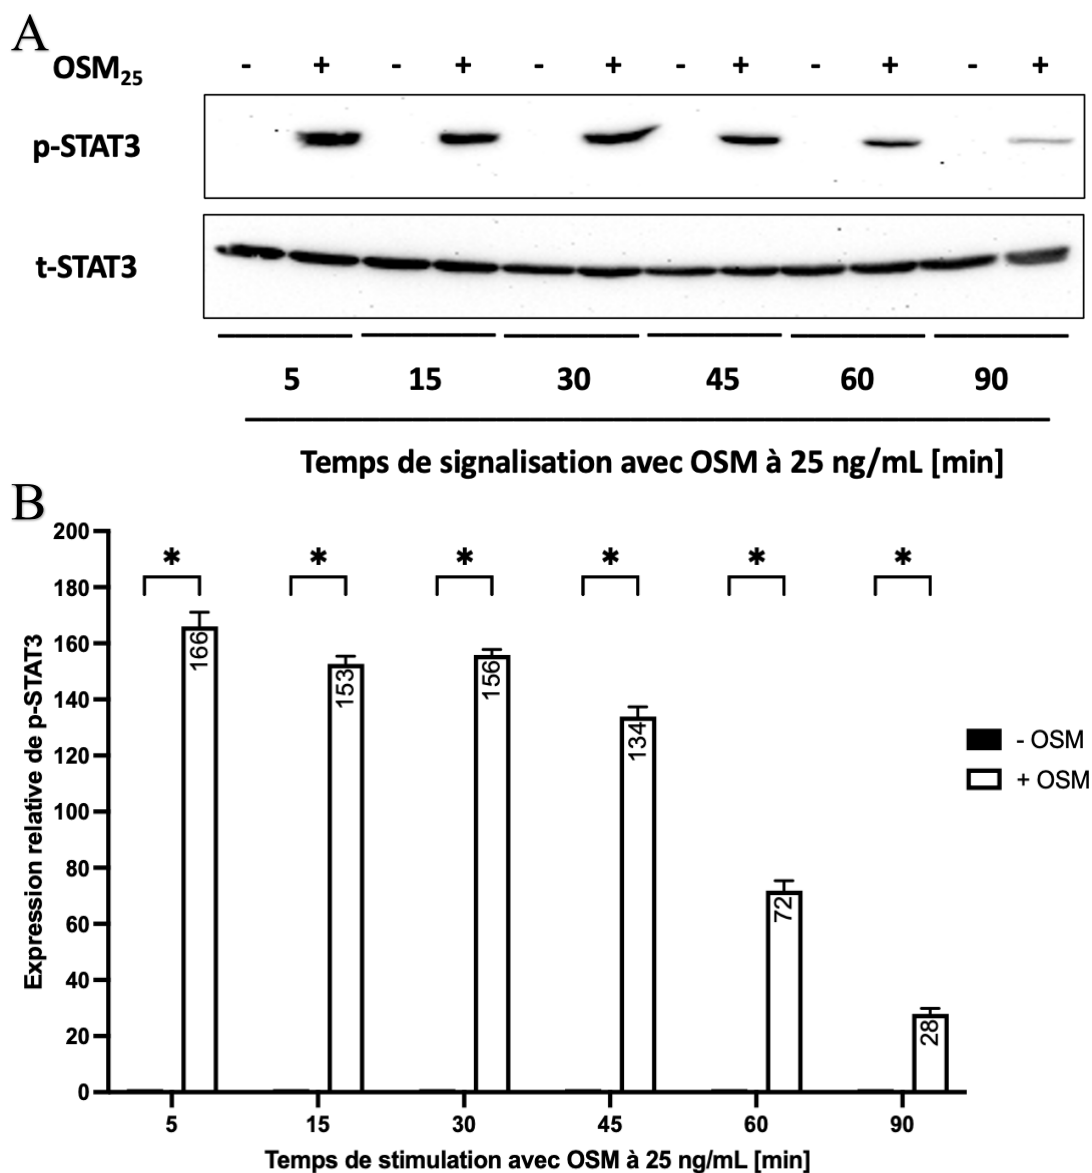 A
OSM25 - + - + - + - + - + - +
p-STAT3
t-STAT3
5 15 30 45 60 90
Temps de signalisation avec OSM à 25 ng/mL [min]
B
Expression relative de p-STAT3
200
180
160
140
120
100
80
60
40
20
0
* * * * * *
166
153
156
134
72
28
- OSM
+ OSM
5 15 30 45 60 90
Temps de stimulation avec OSM à 25 ng/mL [min]